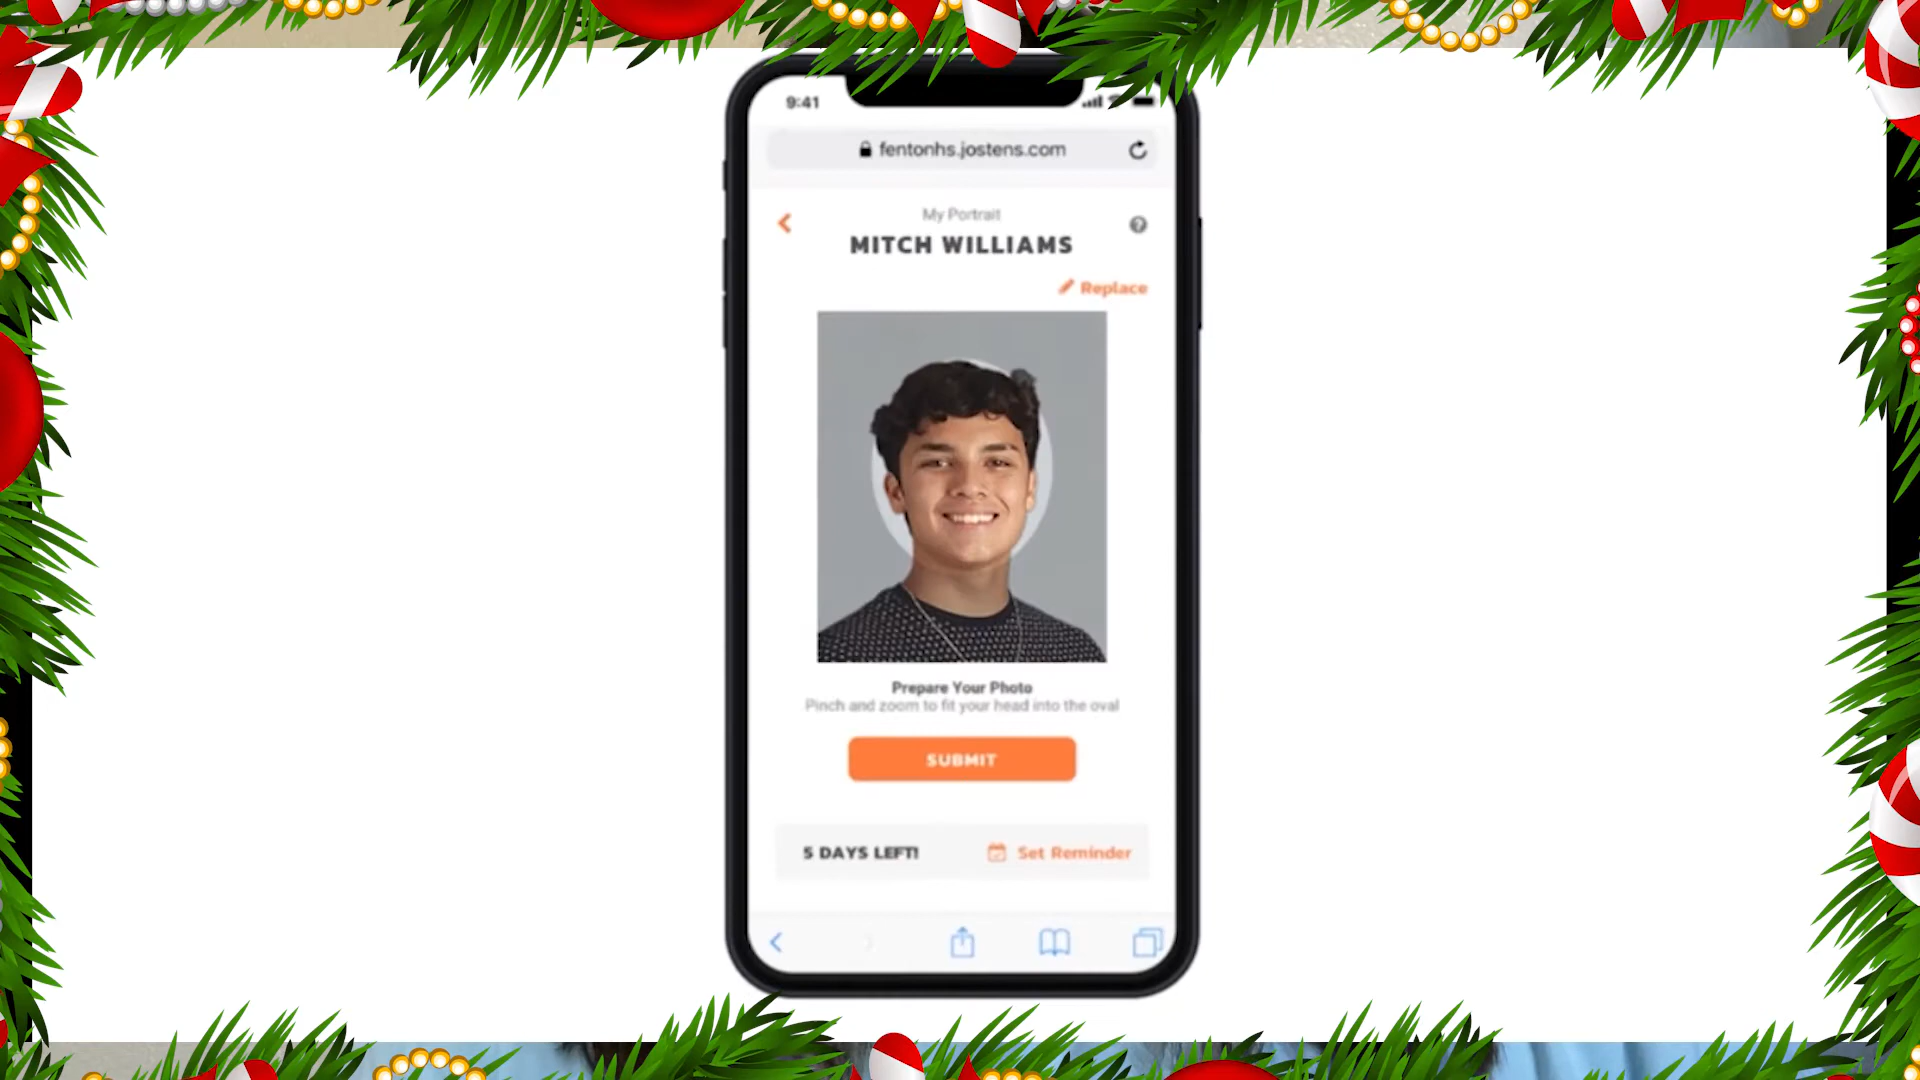 9:41
fentonhs.jostens.com
My Portrait
MITCH WILLIAMS
Replace
Prepare Your Photo
Pinch and zoom to fit your head into the oval
SUBMIT
5 DAYS LEFT!
Set Reminder